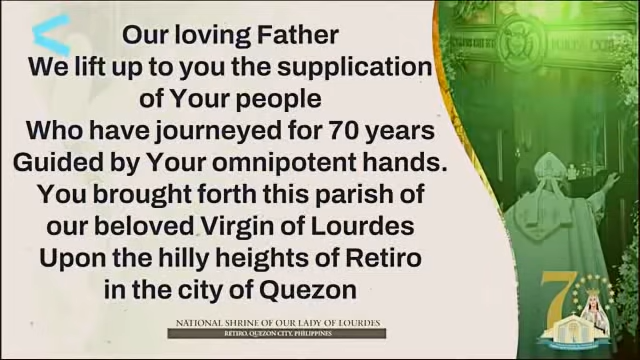 Our loving Father
We lift up to you the supplication
of Your people
Who have journeyed for 70 years
Guided by Your omnipotent hands.
You brought forth this parish of
our beloved Virgin of Lourdes
Upon the hilly heights of Retiro
in the city of Quezon
NATIONAL SHRINE OF OUR LADY OF LOURDES
RETIRO, QUEZON CITY, PHILIPPINES
7